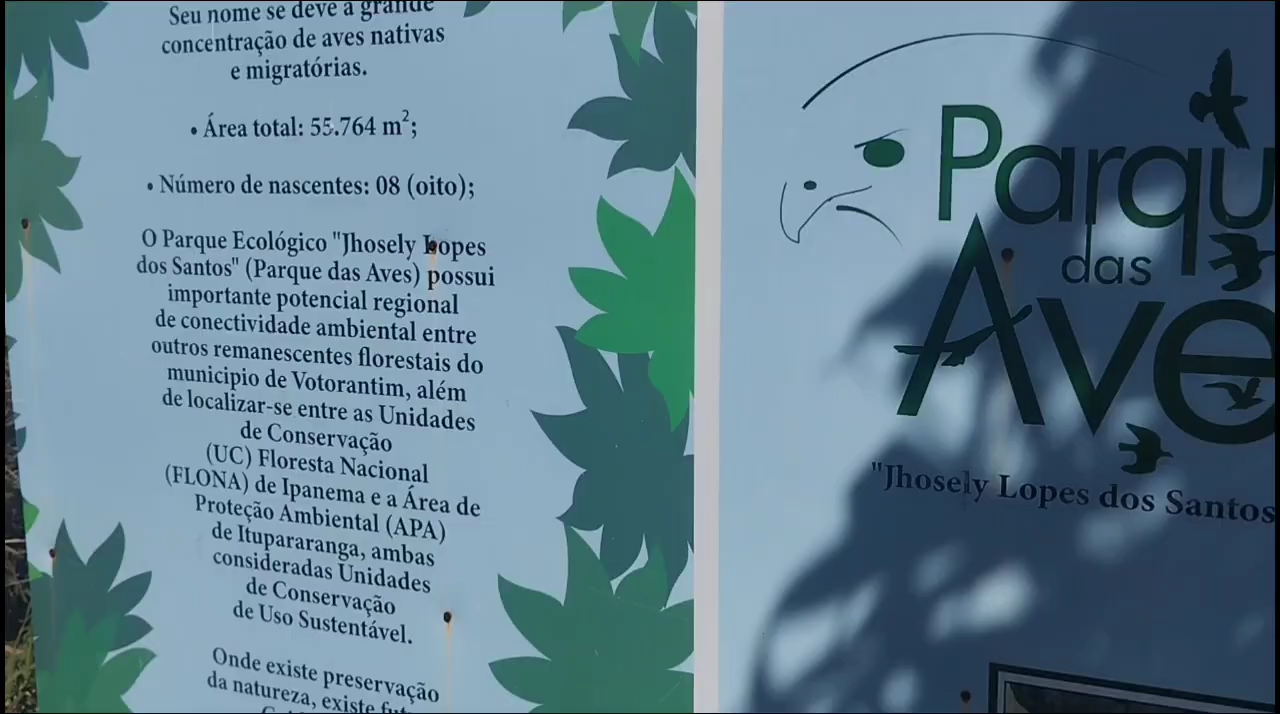 Seu nome se deve a grande
concentração de aves nativas
e migratórias.
• Área total: 55.764 m²;
• Número de nascentes: 08 (oito);
O Parque Ecológico "Jhosely Lopes
dos Santos" (Parque das Aves) possui
importante potencial regional
de conectividade ambiental entre
outros remanescentes florestais do
municipio de Votorantim, além
de localizar-se entre as Unidades
de Conservação
(UC) Floresta Nacional
(FLONA) de Ipanema e a Área de
Proteção Ambiental (APA)
de Itupararanga, ambas
consideradas Unidades
de Conservação
de Uso Sustentável.
Onde existe preservação
da natureza, existe
Parqu
das
Ave
"Jhosely Lopes dos Santos